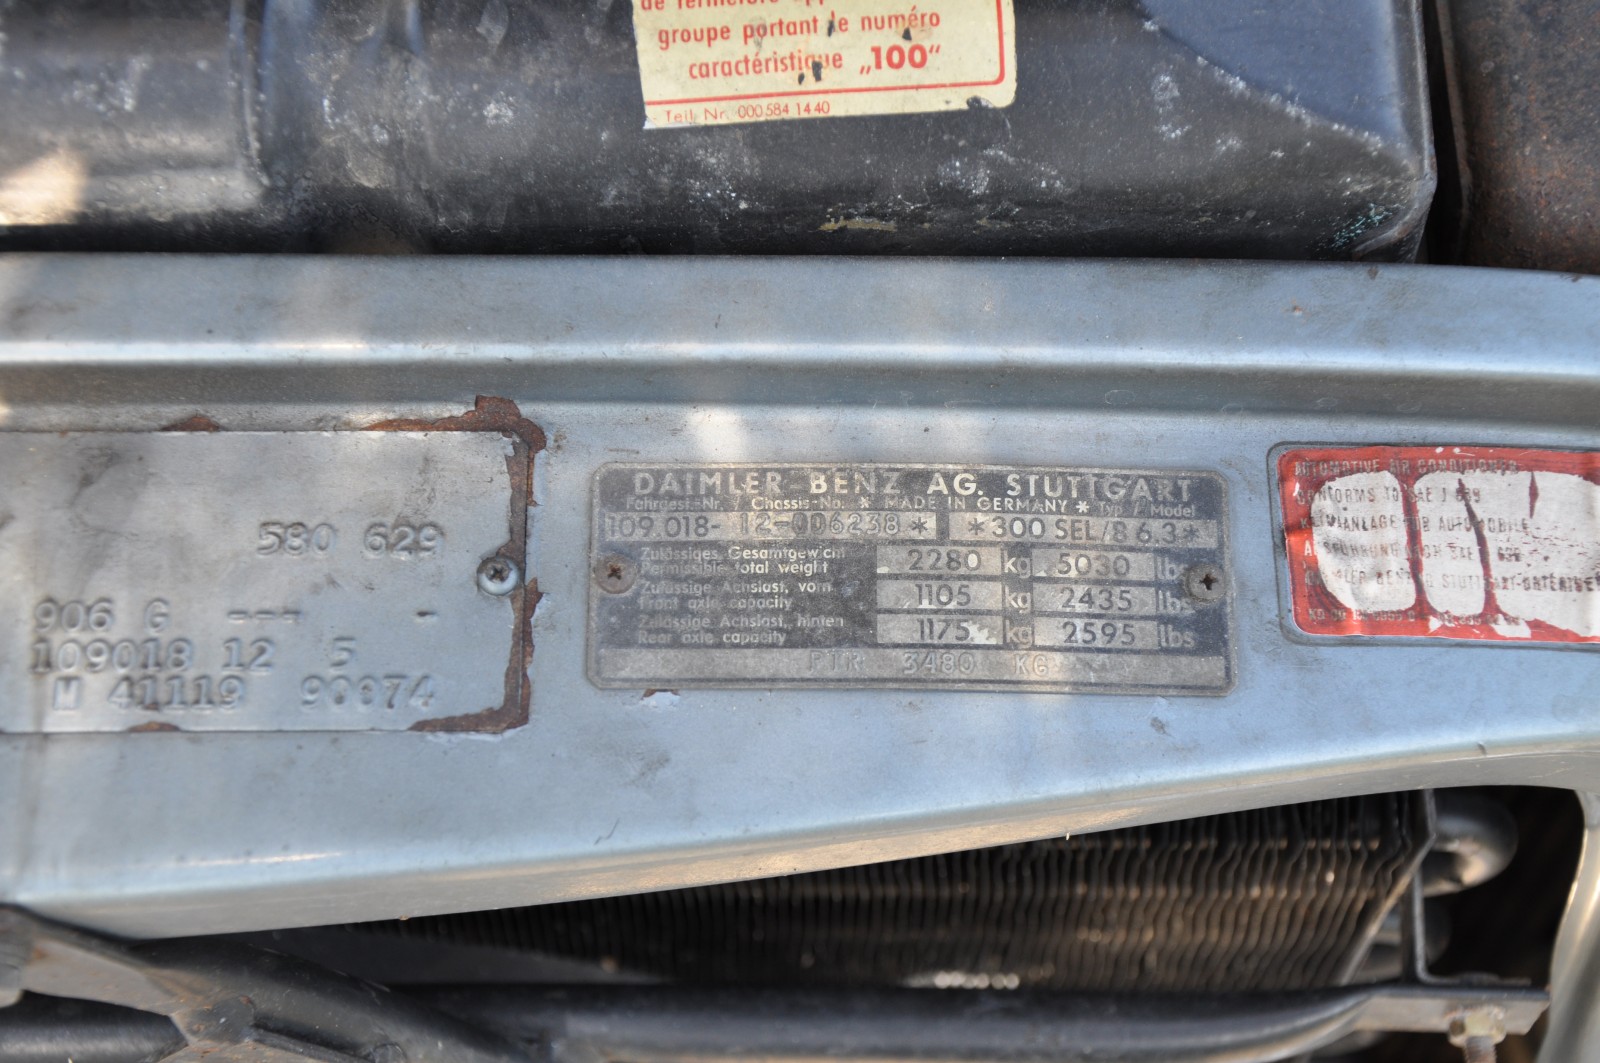 groupe portant le numéro
caractéristique „100“
Teil Nr. 000 584 14 40
580 629
906 G --- -
109018 12 5
M 41119
DAIMLER-BENZ AG. STUTTGART
Fahrgest.-Nr. / Chassis-No. * MADE IN GERMANY * Typ / Model
109.018- 12-006238* *300 SEL/8 6.3*
Zulässiges Gesamtgewicht
Permissible total weight 2280 kg 5030 lbs
Zulässige Achslast, vorn
Front axle capacity 1105 kg 2435 lbs
Zulässige Achslast, hinten
Rear axle capacity 1175 kg 2595 lbs
PTR 3480 KG
AUTOMOTIVE AIR CONDITIONER
CONFORMS TO SAE J 639
AUTOMOBILE